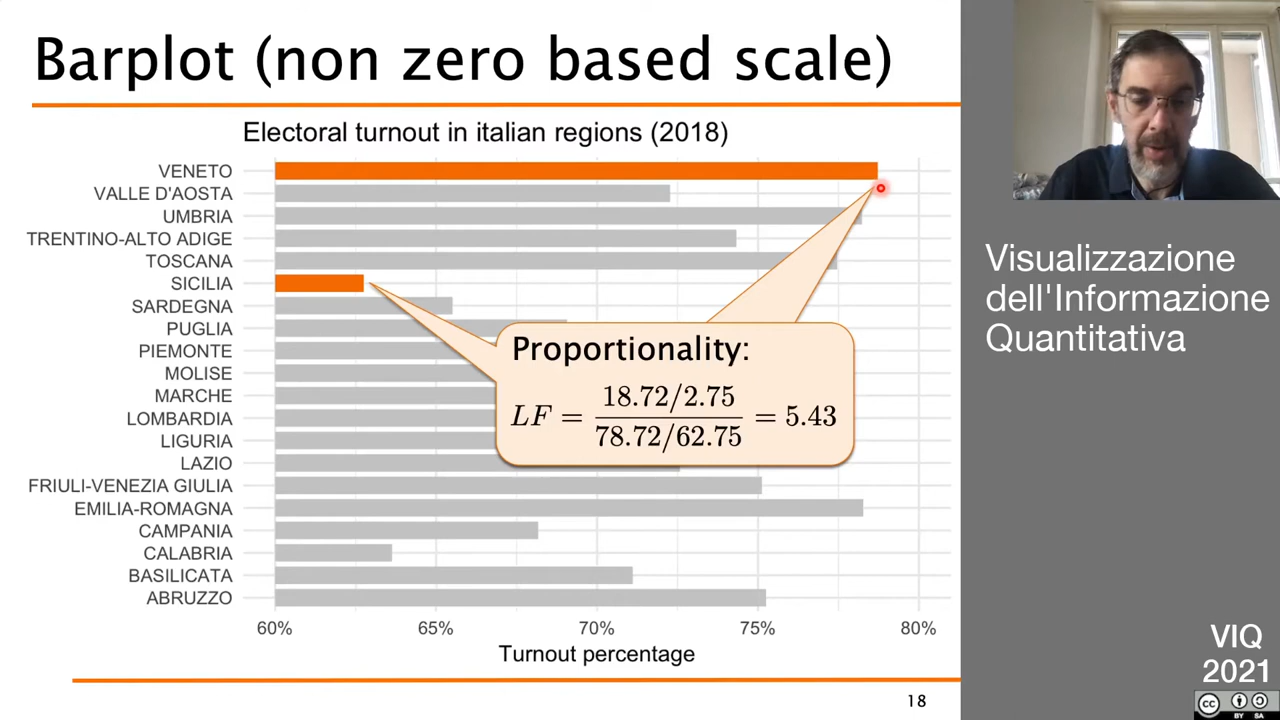 Barplot (non zero based scale)
Electoral turnout in italian regions (2018)
VENETO
VALLE D'AOSTA
UMBRIA
TRENTINO-ALTO ADIGE
TOSCANA
SICILIA
SARDEGNA
PUGLIA
PIEMONTE
MOLISE
MARCHE
LOMBARDIA
LIGURIA
LAZIO
FRIULI-VENEZIA GIULIA
EMILIA-ROMAGNA
CAMPANIA
CALABRIA
BASILICATA
ABRUZZO
60% 65% 70% 75% 80%
Turnout percentage
Proportionality:
LF = 18.72/2.75 / 78.72/62.75 = 5.43
18
Visualizzazione
dell'Informazione
Quantitativa
VIQ
2021
CC
BY SA